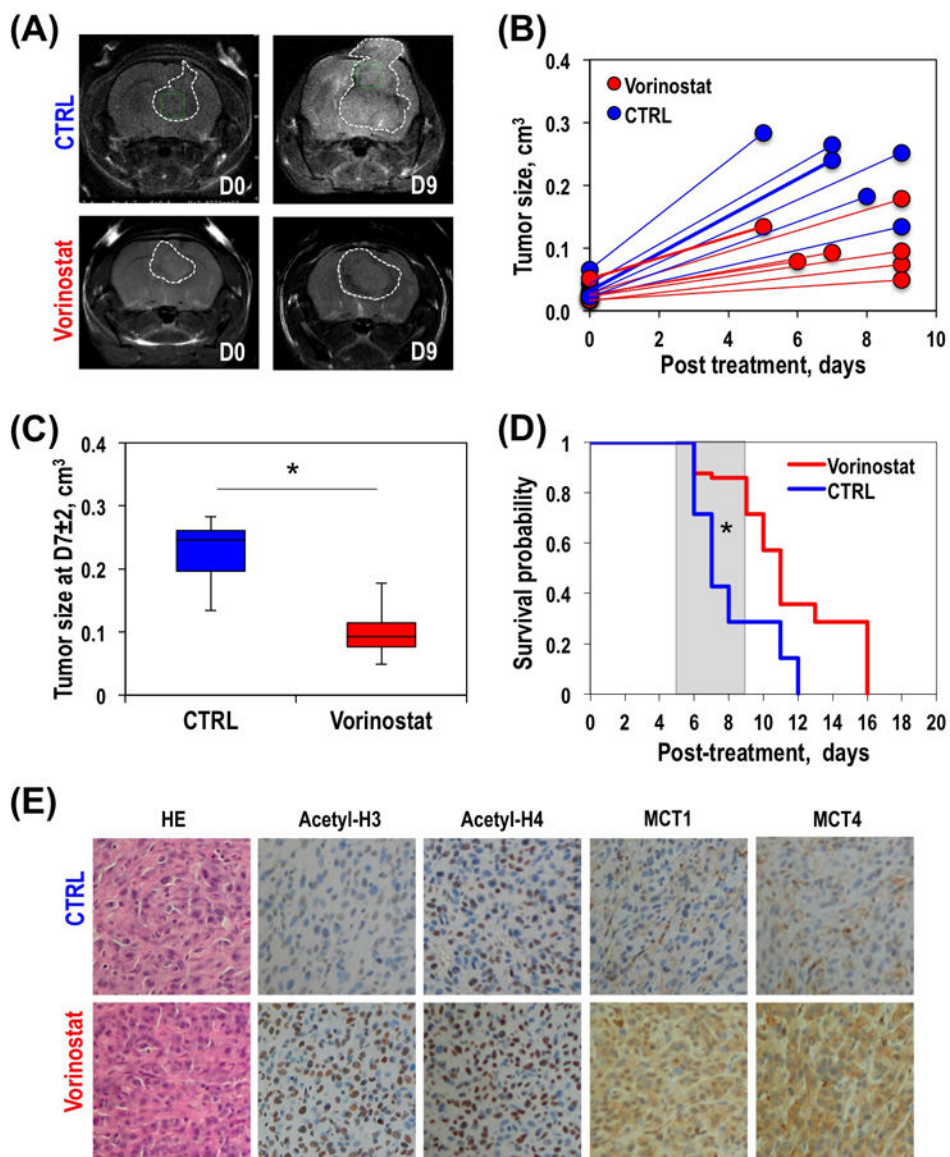 (A)
CTRL
D0
D9
Vorinostat
D0
D9
(B)
Tumor size, cm³
0.4
0.3
0.2
0.1
0.0
Vorinostat
CTRL
0 2 4 6 8 10
Post treatment, days
(C)
Tumor size at D7±2, cm³
0.4
0.3
0.2
0.1
0
*
CTRL Vorinostat
(D)
Survival probability
1
0.8
0.6
0.4
0.2
0
Vorinostat
CTRL
*
0 2 4 6 8 10 12 14 16 18 20
Post-treatment, days
(E)
HE Acetyl-H3 Acetyl-H4 MCT1 MCT4
CTRL
Vorinostat